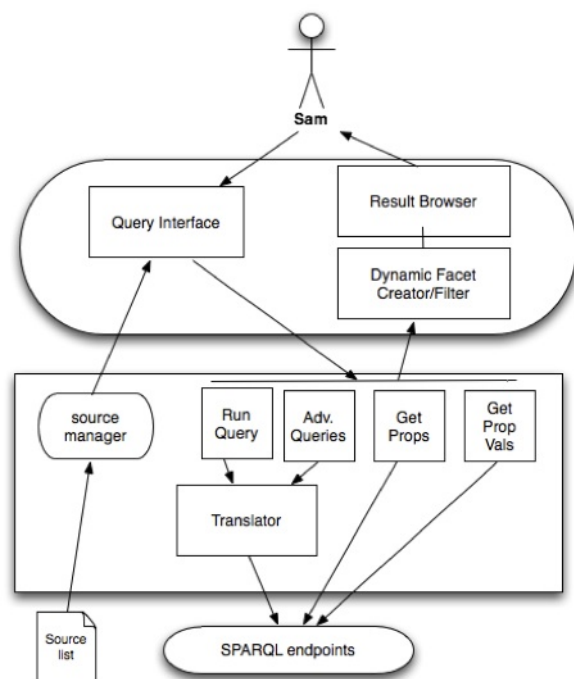 Sam
Query Interface
Result Browser
Dynamic Facet
Creator/Filter
source
manager
Run
Query
Adv.
Queries
Get
Props
Get
Prop
Vals
Translator
Source
list
SPARQL endpoints